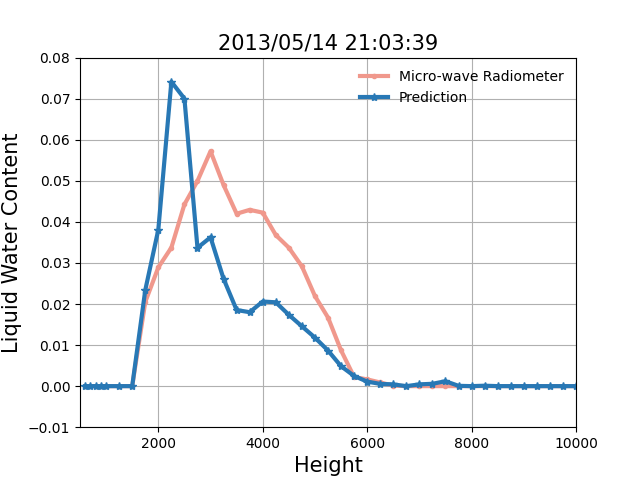 2013/05/14 21:03:39
Micro-wave Radiometer
Prediction
Liquid Water Content
0.08
0.07
0.06
0.05
0.04
0.03
0.02
0.01
0.00
−0.01
2000 4000 6000 8000 10000
Height